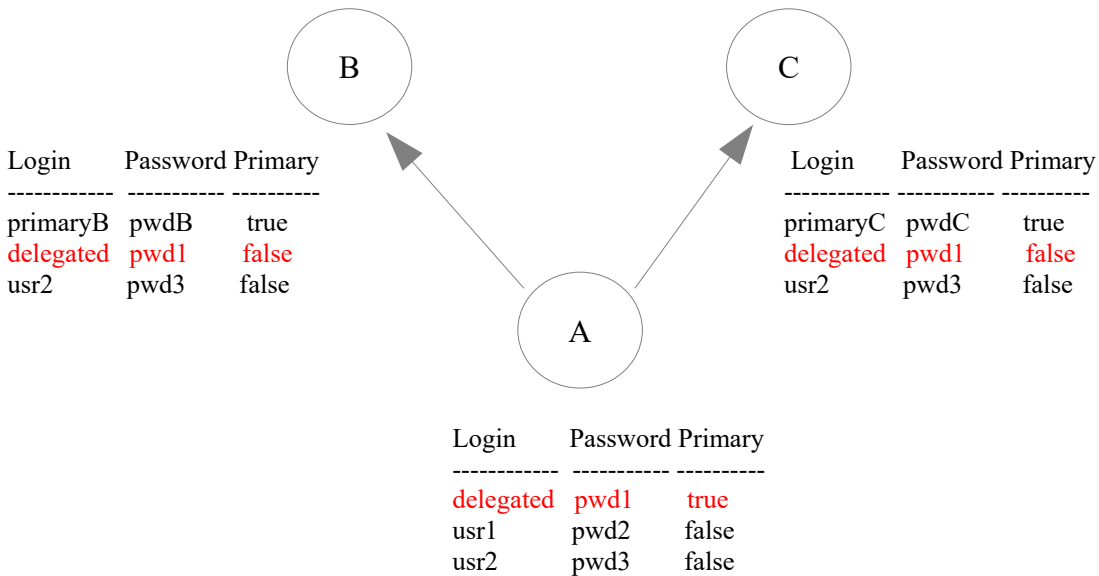 B
C
Login Password Primary
------------ ----------- ----------
primaryB pwdB true
delegated pwd1 false
usr2 pwd3 false
Login Password Primary
------------ ----------- ----------
primaryC pwdC true
delegated pwd1 false
usr2 pwd3 false
A
Login Password Primary
------------ ----------- ----------
delegated pwd1 true
usr1 pwd2 false
usr2 pwd3 false